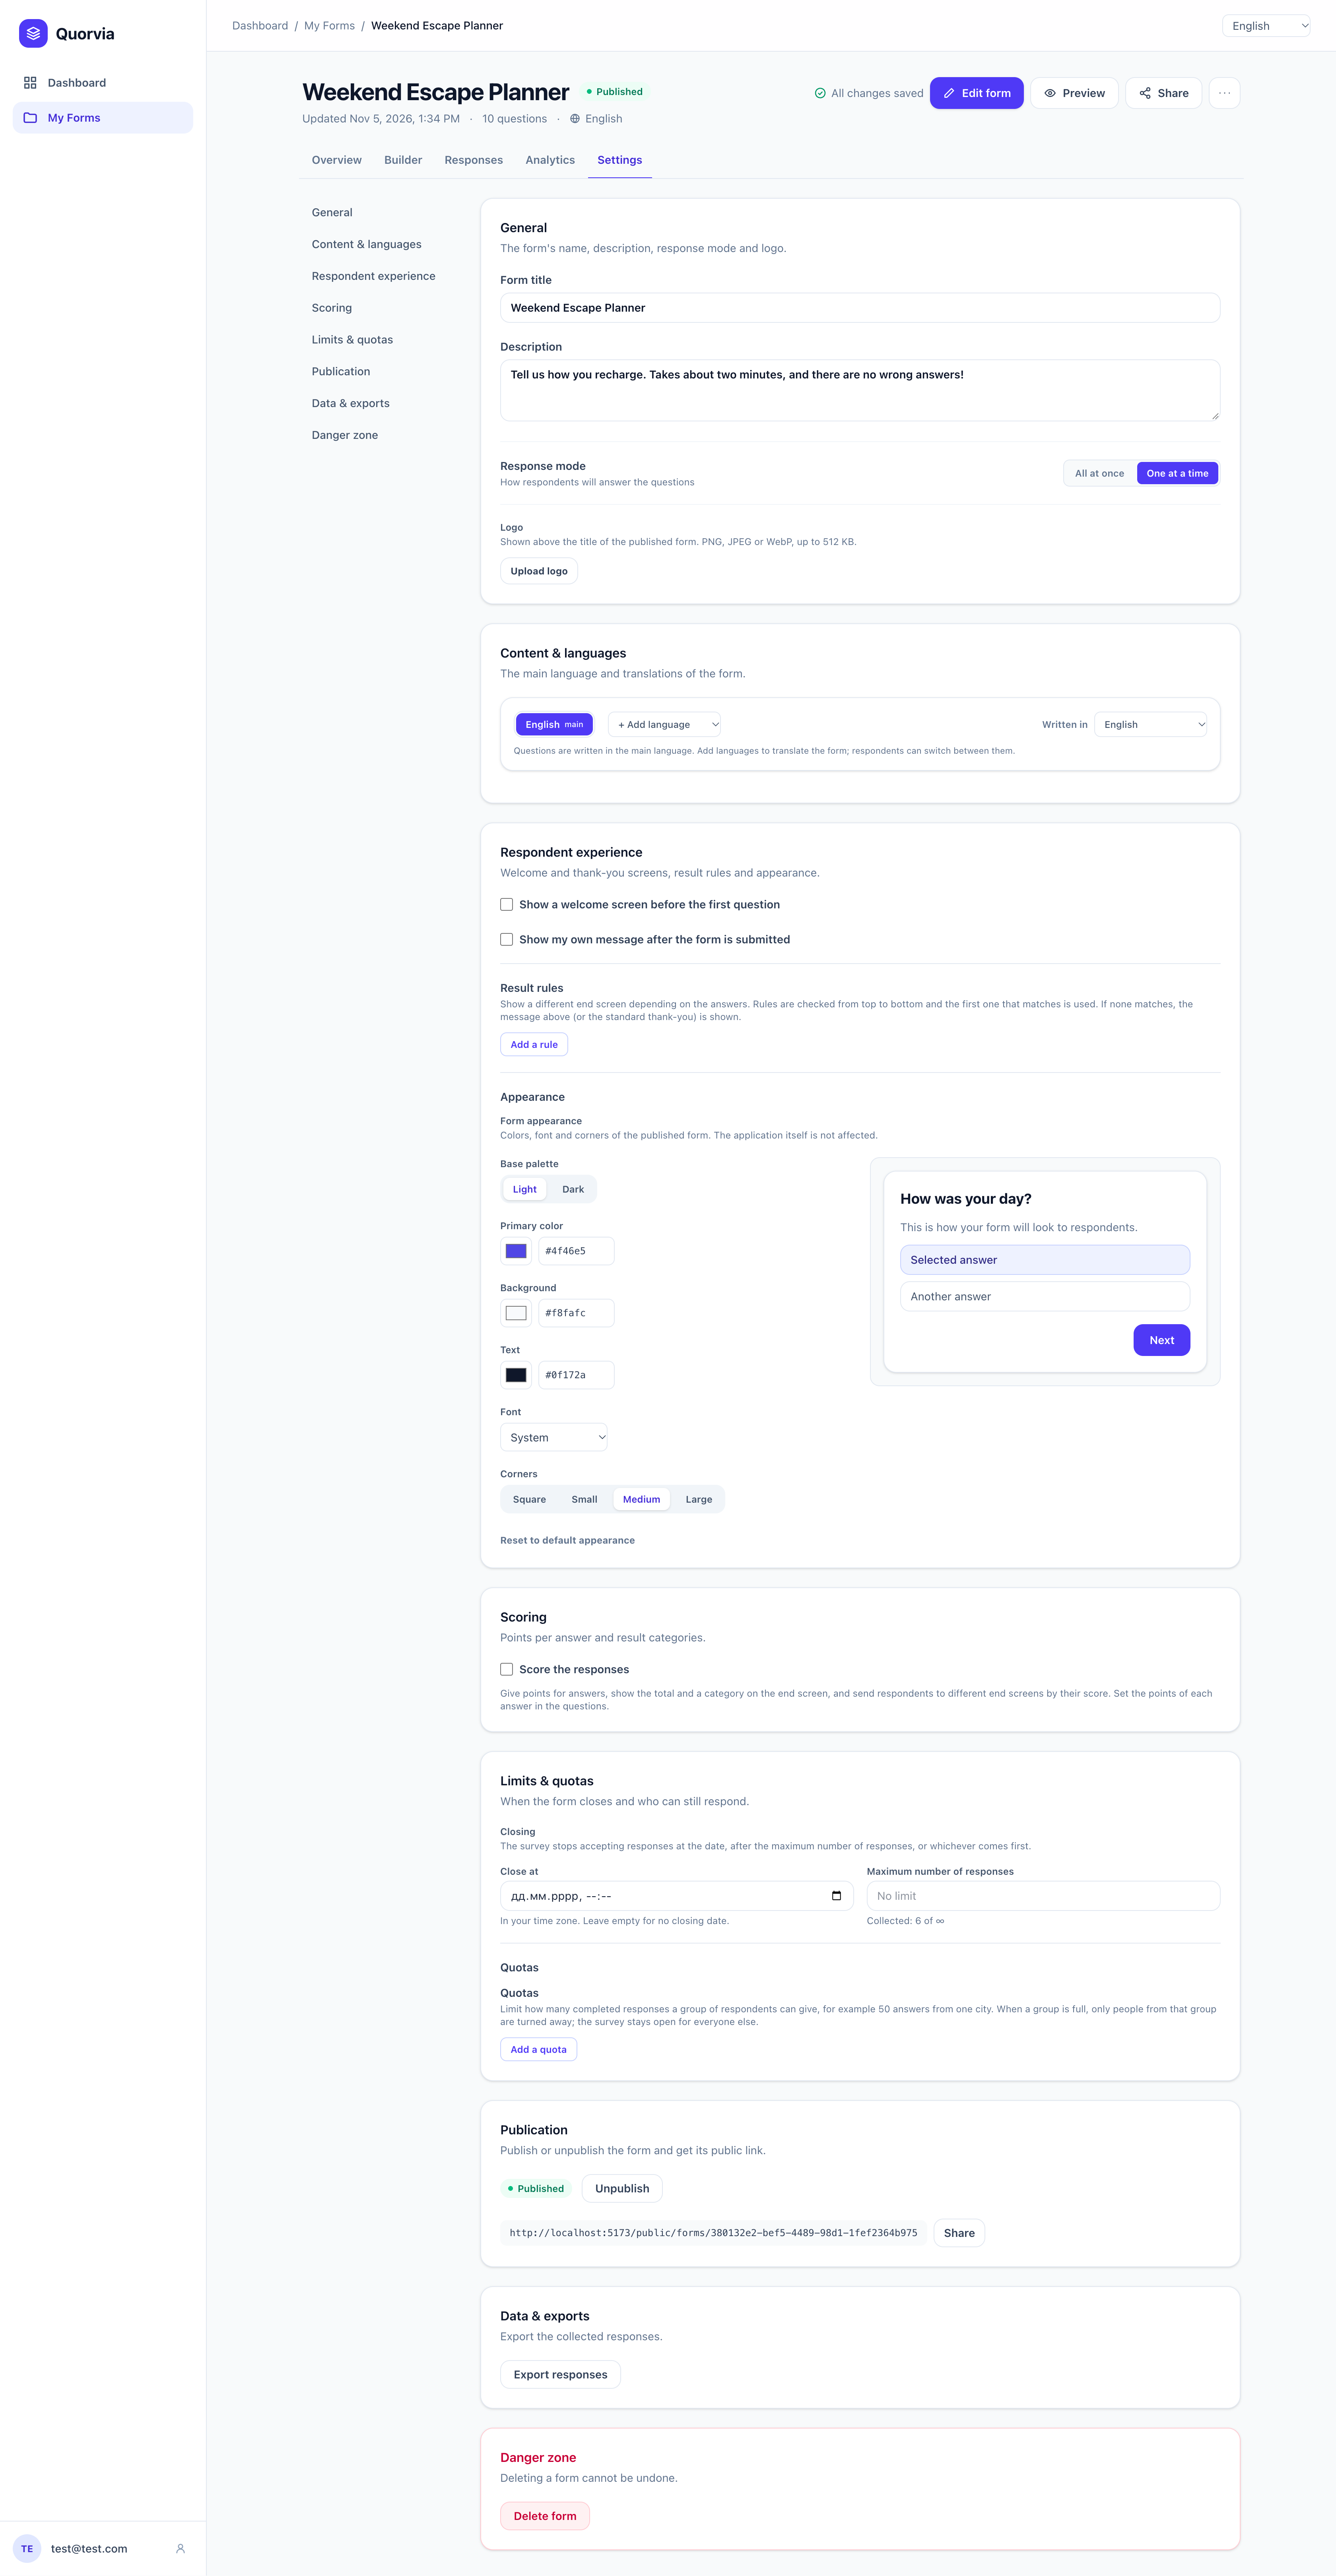 Quorvia
Dashboard
My Forms
Dashboard / My Forms / Weekend Escape Planner
English
Weekend Escape Planner
Published
All changes saved
Edit form
Preview
Share
...
Updated Nov 5, 2026, 1:34 PM · 10 questions · English
Overview
Builder
Responses
Analytics
Settings
General
Content & languages
Respondent experience
Scoring
Limits & quotas
Publication
Data & exports
Danger zone
General
The form's name, description, response mode and logo.
Form title
Weekend Escape Planner
Description
Tell us how you recharge. Takes about two minutes, and there are no wrong answers!
Response mode
How respondents will answer the questions
All at once
One at a time
Logo
Shown above the title of the published form. PNG, JPEG or WebP, up to 512 KB.
Upload logo
Content & languages
The main language and translations of the form.
English main
+ Add language
Written in
English
Questions are written in the main language. Add languages to translate the form; respondents can switch between them.
Respondent experience
Welcome and thank-you screens, result rules and appearance.
Show a welcome screen before the first question
Show my own message after the form is submitted
Result rules
Show a different end screen depending on the answers. Rules are checked from top to bottom and the first one that matches is used. If none matches, the
message above (or the standard thank-you) is shown.
Add a rule
Appearance
Form appearance
Colors, font and corners of the published form. The application itself is not affected.
Base palette
Light
Dark
Primary color
#4f46e5
Background
#f8fafc
Text
#0f172a
Font
System
Corners
Square
Small
Medium
Large
Reset to default appearance
How was your day?
This is how your form will look to respondents.
Selected answer
Another answer
Next
Scoring
Points per answer and result categories.
Score the responses
Give points for answers, show the total and a category on the end screen, and send respondents to different end screens by their score. Set the points of each
answer in the questions.
Limits & quotas
When the form closes and who can still respond.
Closing
The survey stops accepting responses at the date, after the maximum number of responses, or whichever comes first.
Close at
дд.мм.рррр, --:--
In your time zone. Leave empty for no closing date.
Maximum number of responses
No limit
Collected: 6 of ∞
Quotas
Quotas
Limit how many completed responses a group of respondents can give, for example 50 answers from one city. When a group is full, only people from that group
are turned away; the survey stays open for everyone else.
Add a quota
Publication
Publish or unpublish the form and get its public link.
Published
Unpublish
http://localhost:5173/public/forms/380132e2-bef5-4489-98d1-1fef2364b975
Share
Data & exports
Export the collected responses.
Export responses
Danger zone
Deleting a form cannot be undone.
Delete form
TE
test@test.com